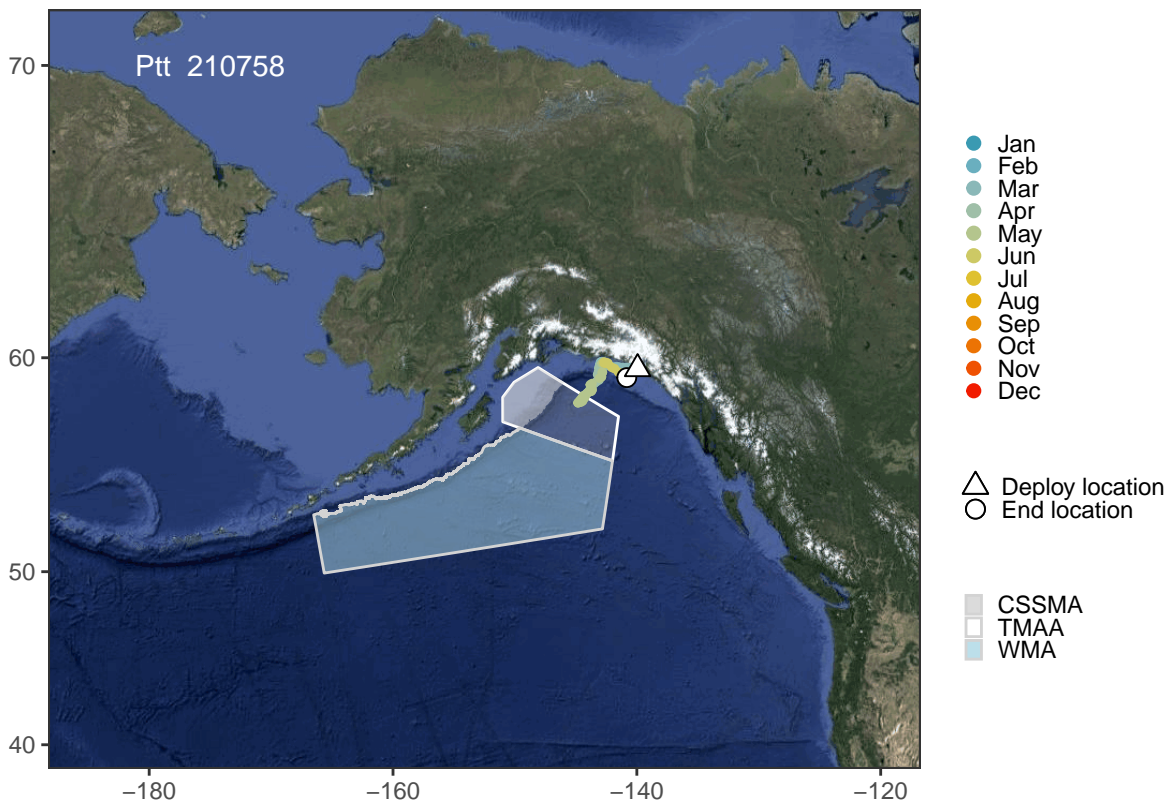 Ptt 210758
70
60
50
40
−180
−160
−140
−120
Jan
Feb
Mar
Apr
May
Jun
Jul
Aug
Sep
Oct
Nov
Dec
Deploy location
End location
CSSMA
TMAA
WMA